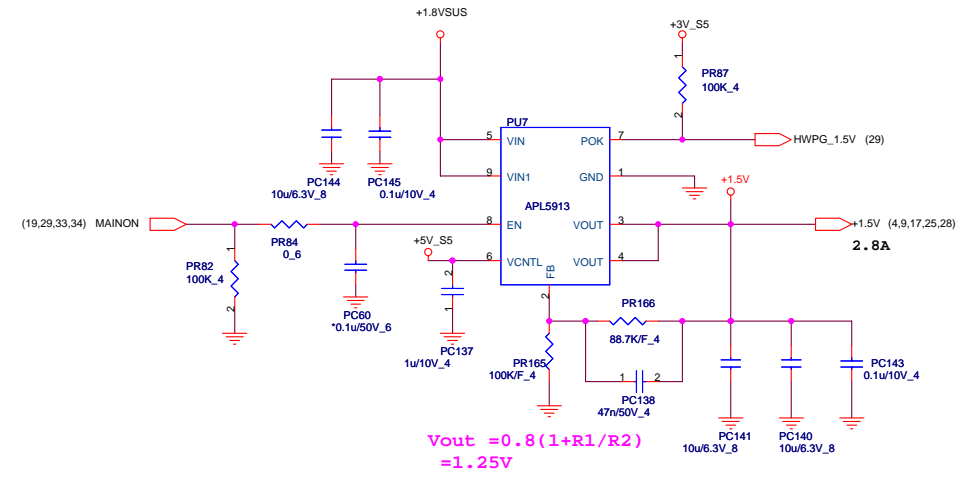 +1.8VSUS
+3V_S5
1
PR87
100K_4
2
PU7
5 VIN POK 7 HWPG_1.5V (29)
PC144
10u/6.3V_8
PC145
0.1u/10V_4
9 VIN1 GND 1
+1.5V
APL5913
(19,29,33,34) MAINON
8 EN VOUT 3 +1.5V (4,9,17,25,28)
2.8A
PR84
0_6
+5V_S5
1
PR82
100K_4
2
6 VCNTL FB VOUT 4
2
2
1
PC60
*0.1u/50V_6
PC137
1u/10V_4
PR166
88.7K/F_4
PR165
100K/F_4
1 2
PC138
47n/50V_4
PC143
0.1u/10V_4
PC141
10u/6.3V_8
PC140
10u/6.3V_8
Vout =0.8(1+R1/R2)
=1.25V